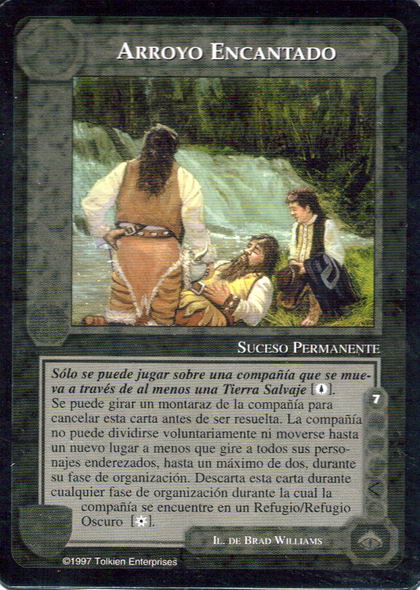 ARROYO ENCANTADO
SUCESO PERMANENTE
Sólo se puede jugar sobre una compañía que se mue-
va a través de al menos una Tierra Salvaje [ ].
Se puede girar un montaraz de la compañía para
cancelar esta carta antes de ser resuelta. La compañía
no puede dividirse voluntariamente ni moverse hasta
un nuevo lugar a menos que gire a todos sus perso-
najes enderezados, hasta un máximo de dos, durante
su fase de organización. Descarta esta carta durante
cualquier fase de organización durante la cual la
compañía se encuentre en un Refugio/Refugio
Oscuro [ ].
7
IL. DE BRAD WILLIAMS
©1997 Tolkien Enterprises